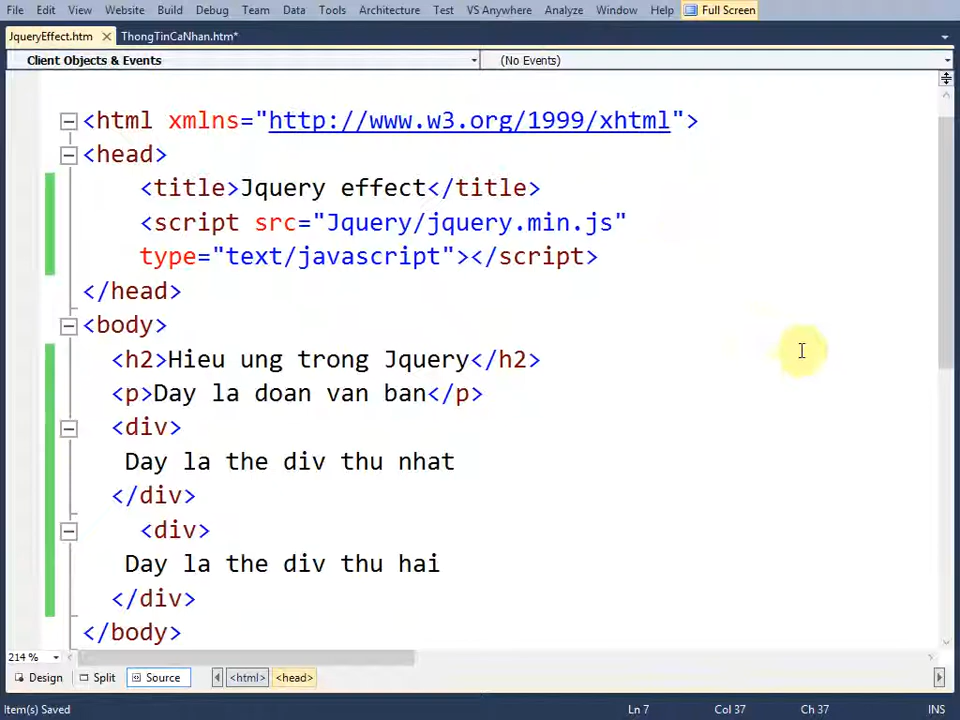 File Edit View Website Build Debug Team Data Tools Architecture Test VS Anywhere Analyze Window Help Full Screen
JqueryEffect.htm ThongTinCaNhan.htm*
Client Objects & Events (No Events)
<html xmlns="http://www.w3.org/1999/xhtml">
<head>
<title>Jquery effect</title>
<script src="Jquery/jquery.min.js"
type="text/javascript"></script>
</head>
<body>
<h2>Hieu ung trong Jquery</h2>
<p>Day la doan van ban</p>
<div>
Day la the div thu nhat
</div>
<div>
Day la the div thu hai
</div>
</body>
214 %
Design Split Source <html> <head>
Item(s) Saved Ln 7 Col 37 Ch 37 INS